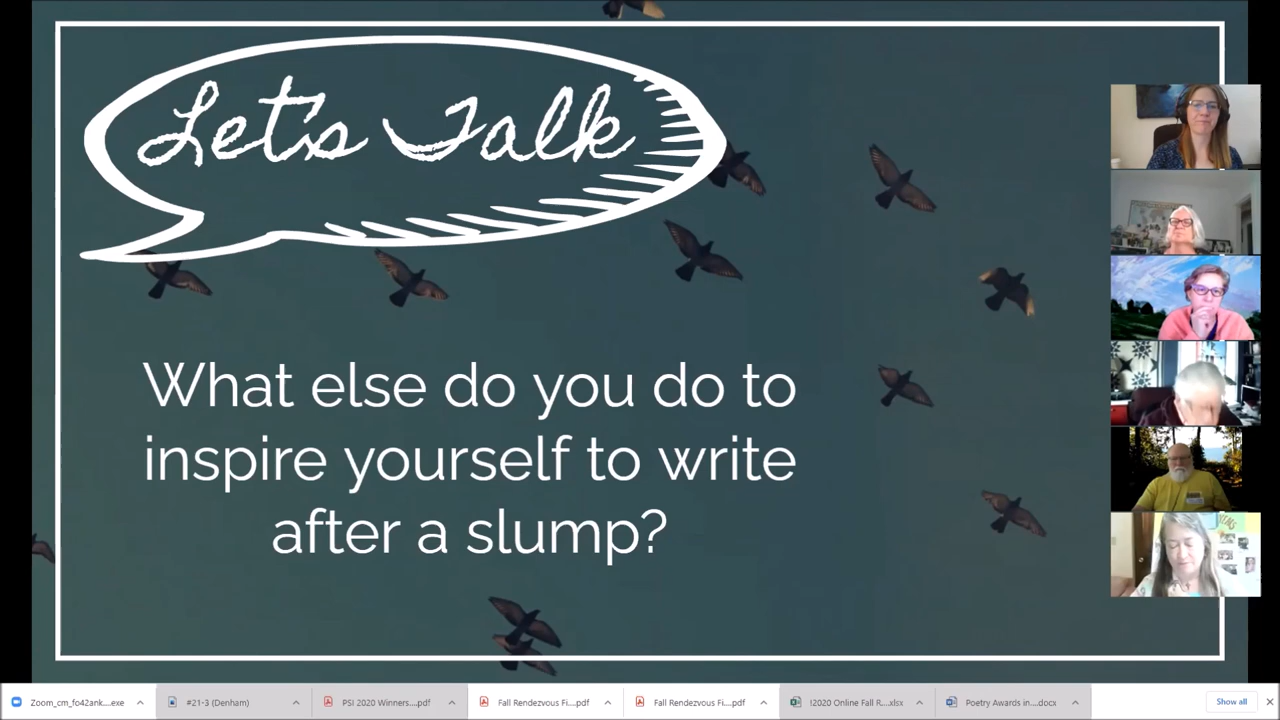 Let's Talk
What else do you do to
inspire yourself to write
after a slump?
Zoom_cm_fo42ank....exe
#21-3 (Denham)
PSI 2020 Winners....pdf
Fall Rendezvous Fi....pdf
Fall Rendezvous Fi....pdf
!2020 Online Fall R....xlsx
Poetry Awards in....docx
Show all